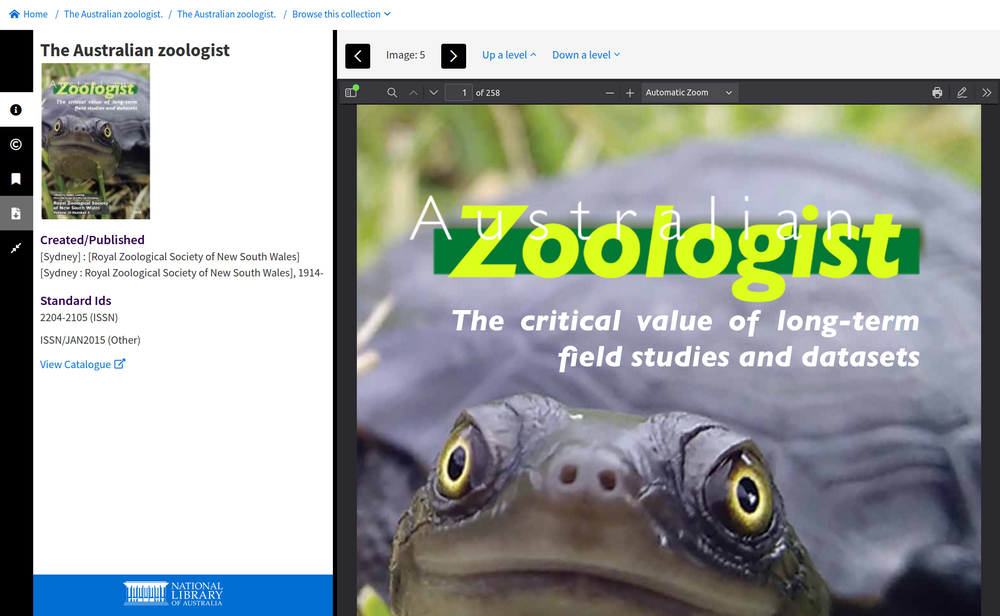 Home / The Australian zoologist. / The Australian zoologist. / Browse this collection
The Australian zoologist
Australian
Zoologist
The critical value of long-term
field studies and datasets
Royal Zoological Society
of New South Wales
Created/Published
[Sydney] : [Royal Zoological Society of New South Wales]
[Sydney : Royal Zoological Society of New South Wales], 1914-
Standard Ids
2204-2105 (ISSN)
ISSN/JAN2015 (Other)
View Catalogue
NATIONAL
LIBRARY
OF AUSTRALIA
Image: 5
Up a level
Down a level
1 of 258
Automatic Zoom
Australian
Zoologist
The critical value of long-term
field studies and datasets